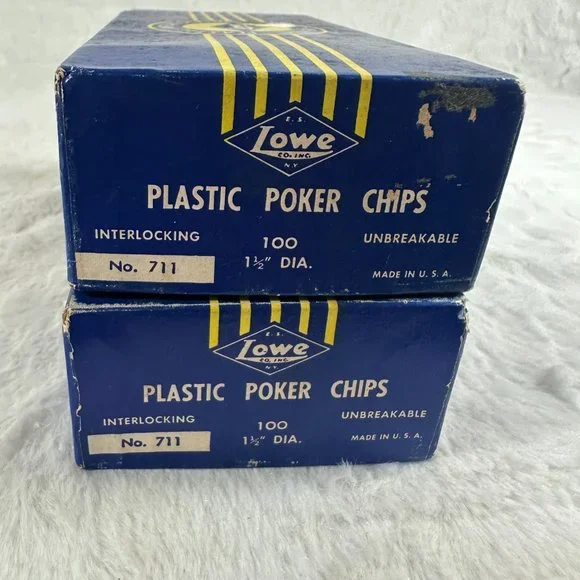 E. S.
Lowe
CO. INC.
N.Y.
PLASTIC POKER CHIPS
INTERLOCKING
100
UNBREAKABLE
No. 711
1½" DIA.
MADE IN U. S. A.
E. S.
Lowe
CO. INC.
N.Y.
PLASTIC POKER CHIPS
INTERLOCKING
100
UNBREAKABLE
No. 711
1½" DIA.
MADE IN U. S. A.